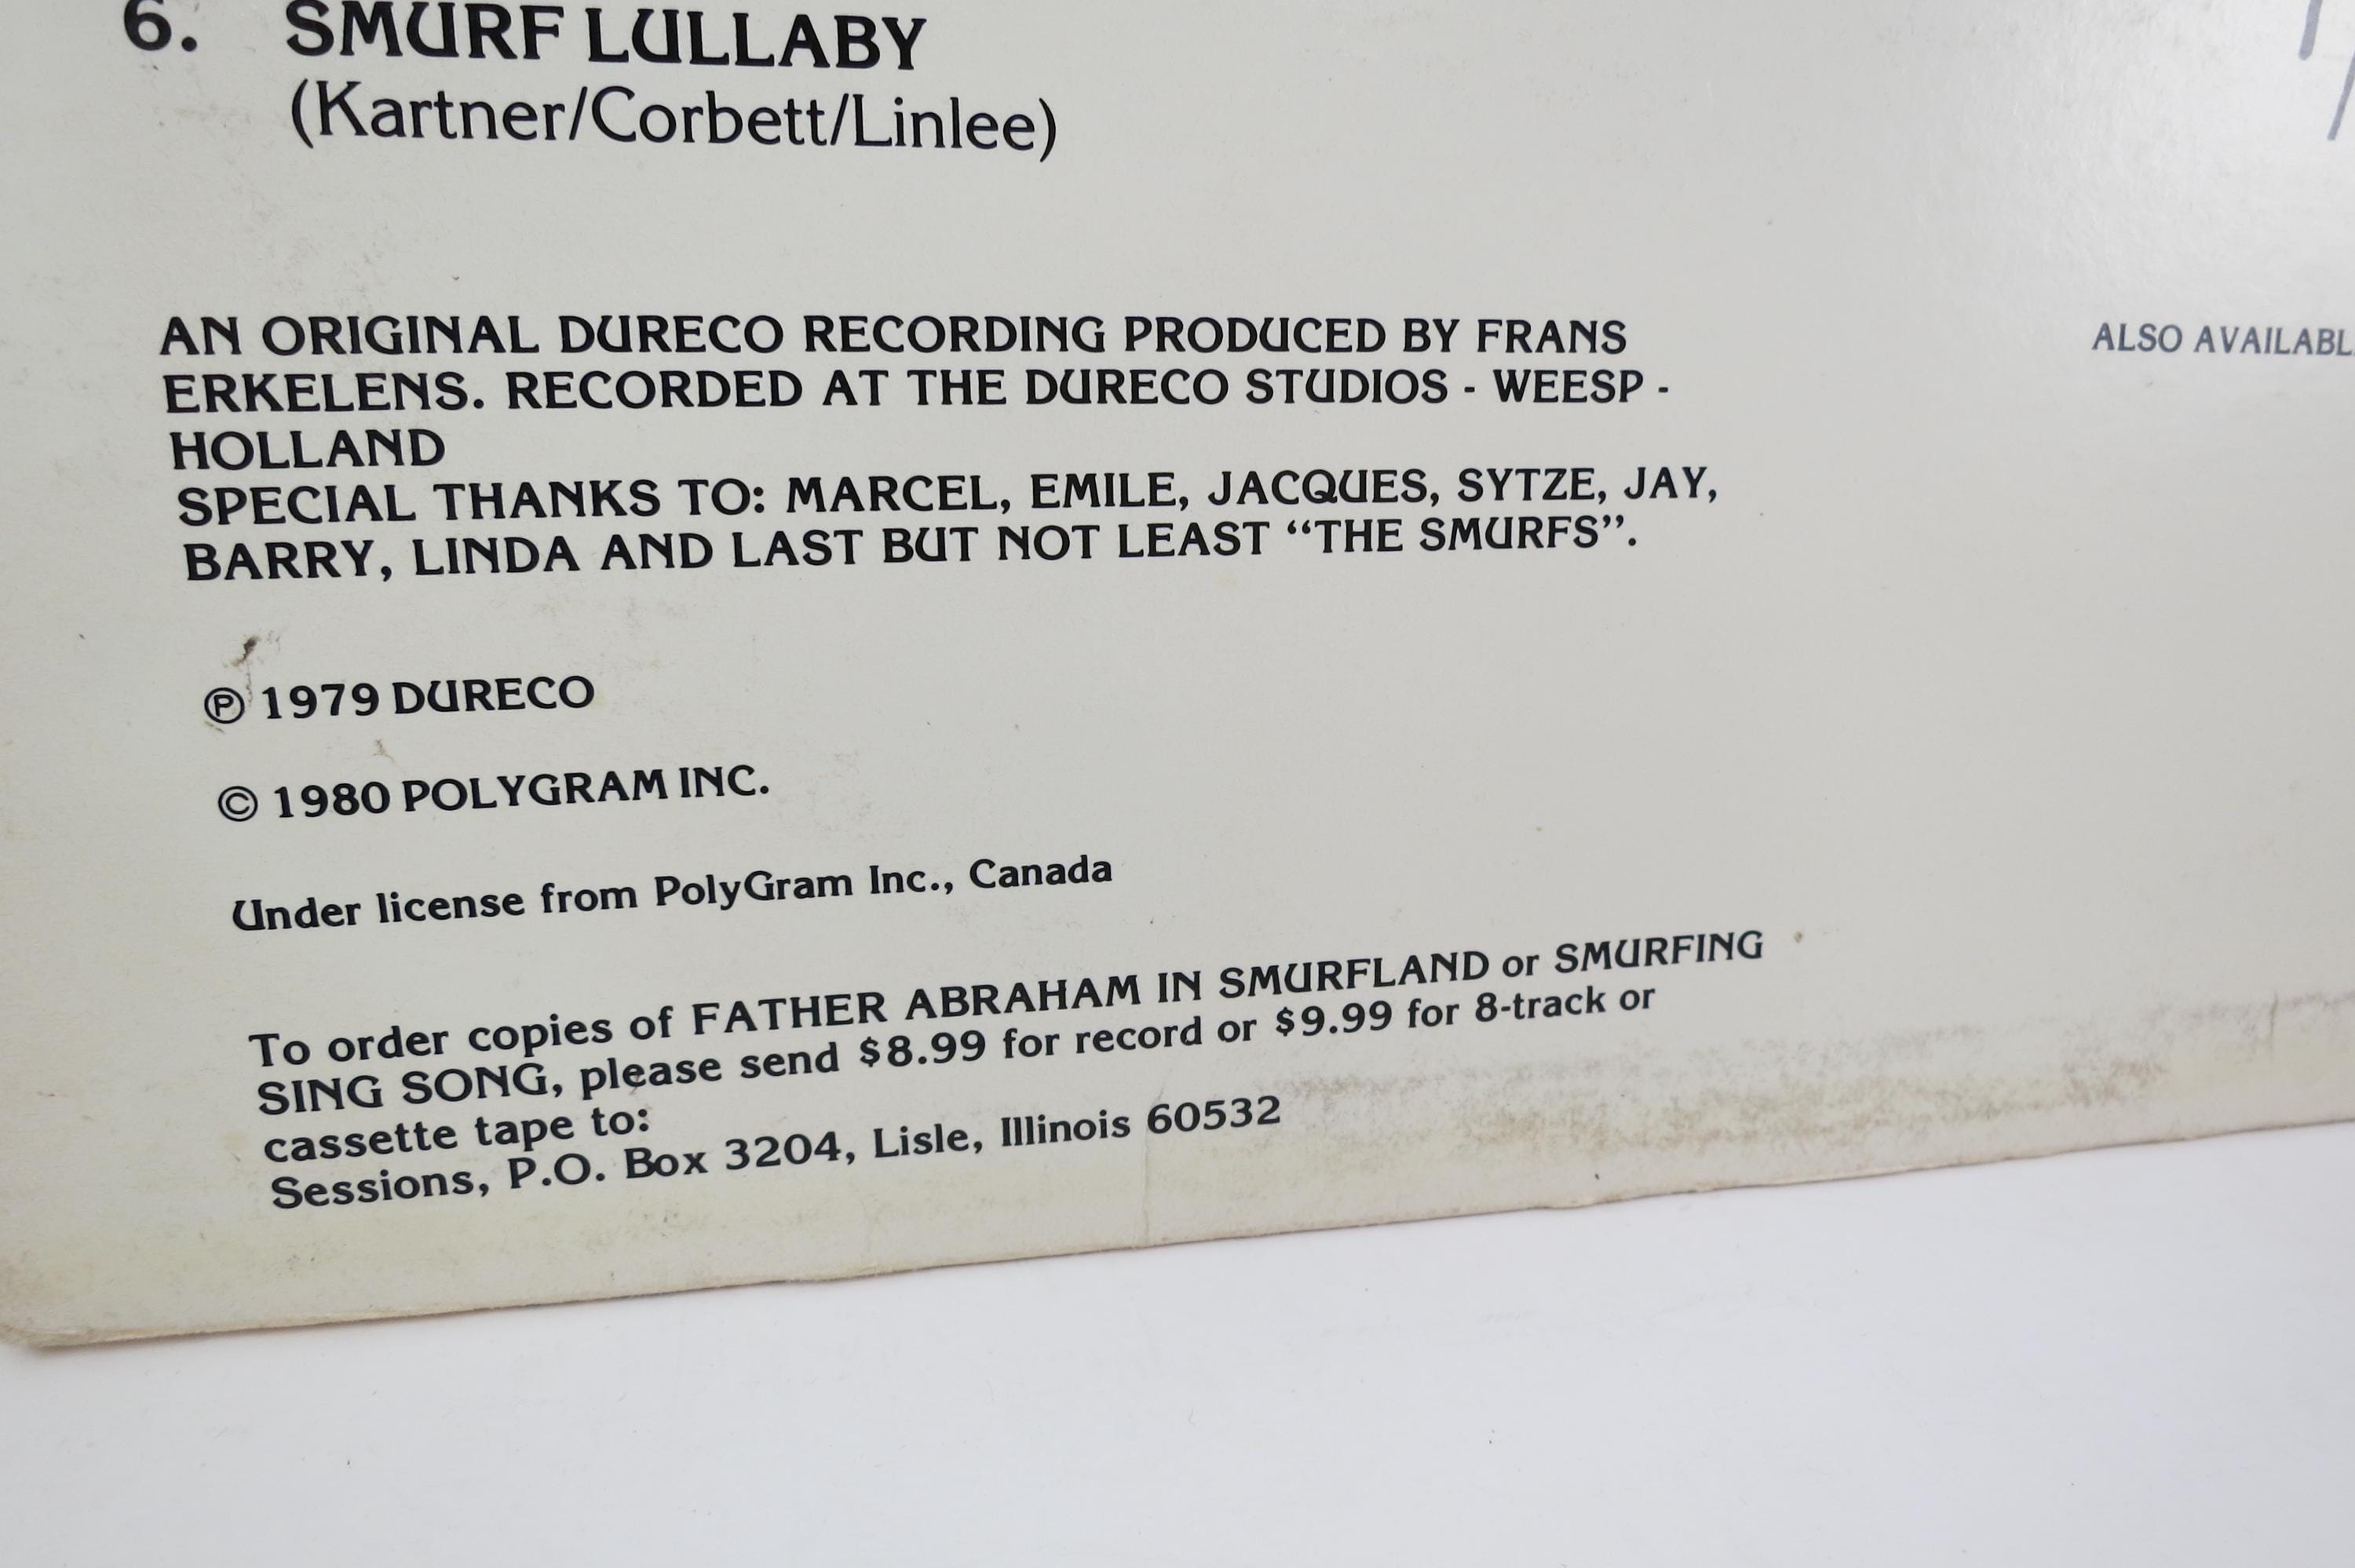 6. SMURF LULLABY
(Kartner/Corbett/Linlee)
AN ORIGINAL DURECO RECORDING PRODUCED BY FRANS
ERKELENS. RECORDED AT THE DURECO STUDIOS - WEESP -
HOLLAND
SPECIAL THANKS TO: MARCEL, EMILE, JACQUES, SYTZE, JAY,
BARRY, LINDA AND LAST BUT NOT LEAST “THE SMURFS”.
℗ 1979 DURECO
© 1980 POLYGRAM INC.
Under license from PolyGram Inc., Canada
To order copies of FATHER ABRAHAM IN SMURFLAND or SMURFING
SING SONG, please send $8.99 for record or $9.99 for 8-track or
cassette tape to:
Sessions, P.O. Box 3204, Lisle, Illinois 60532
ALSO